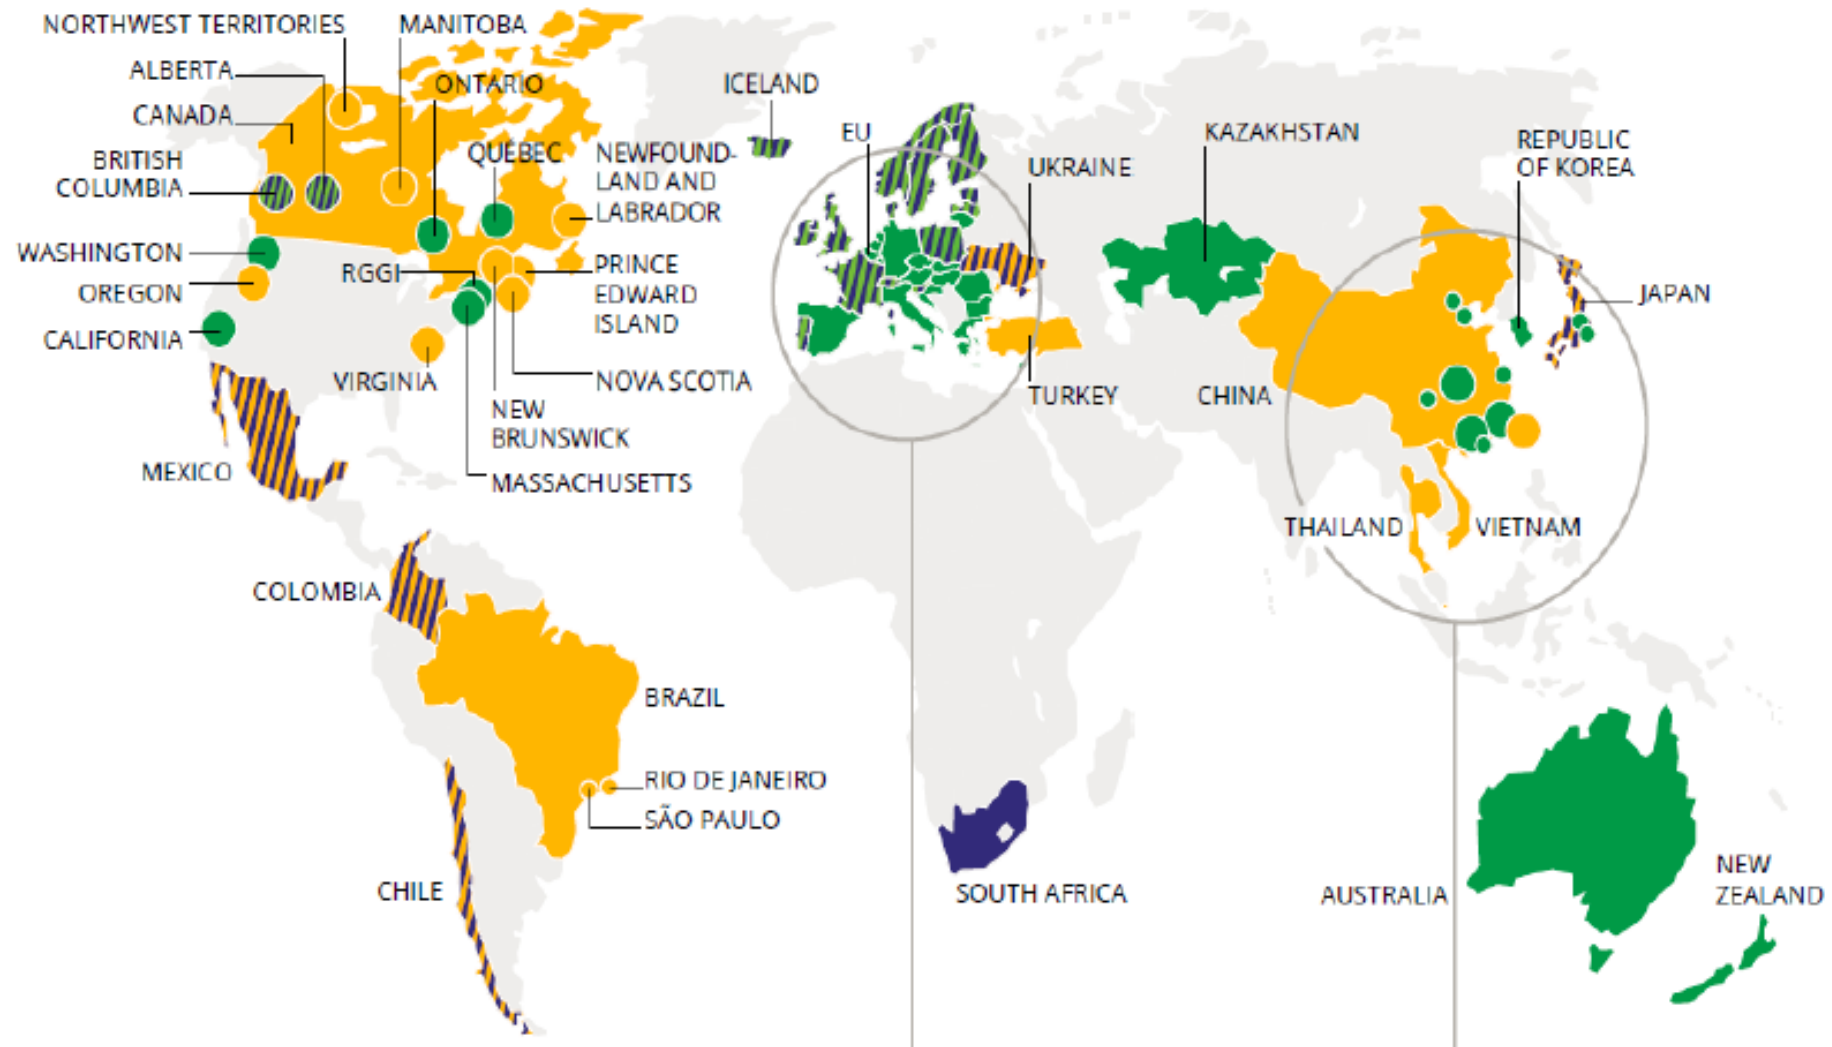 NORTHWEST TERRITORIES
MANITOBA
ALBERTA
ONTARIO
CANADA
QUÉBEC
BRITISH
COLUMBIA
NEWFOUND-
LAND AND
LABRADOR
WASHINGTON
RGGI
PRINCE
EDWARD
ISLAND
OREGON
CALIFORNIA
VIRGINIA
NOVA SCOTIA
NEW
BRUNSWICK
MASSACHUSETTS
MEXICO
COLOMBIA
BRAZIL
RIO DE JANEIRO
SÃO PAULO
CHILE
ICELAND
EU
UKRAINE
KAZAKHSTAN
REPUBLIC
OF KOREA
JAPAN
TURKEY
CHINA
THAILAND
VIETNAM
SOUTH AFRICA
AUSTRALIA
NEW
ZEALAND